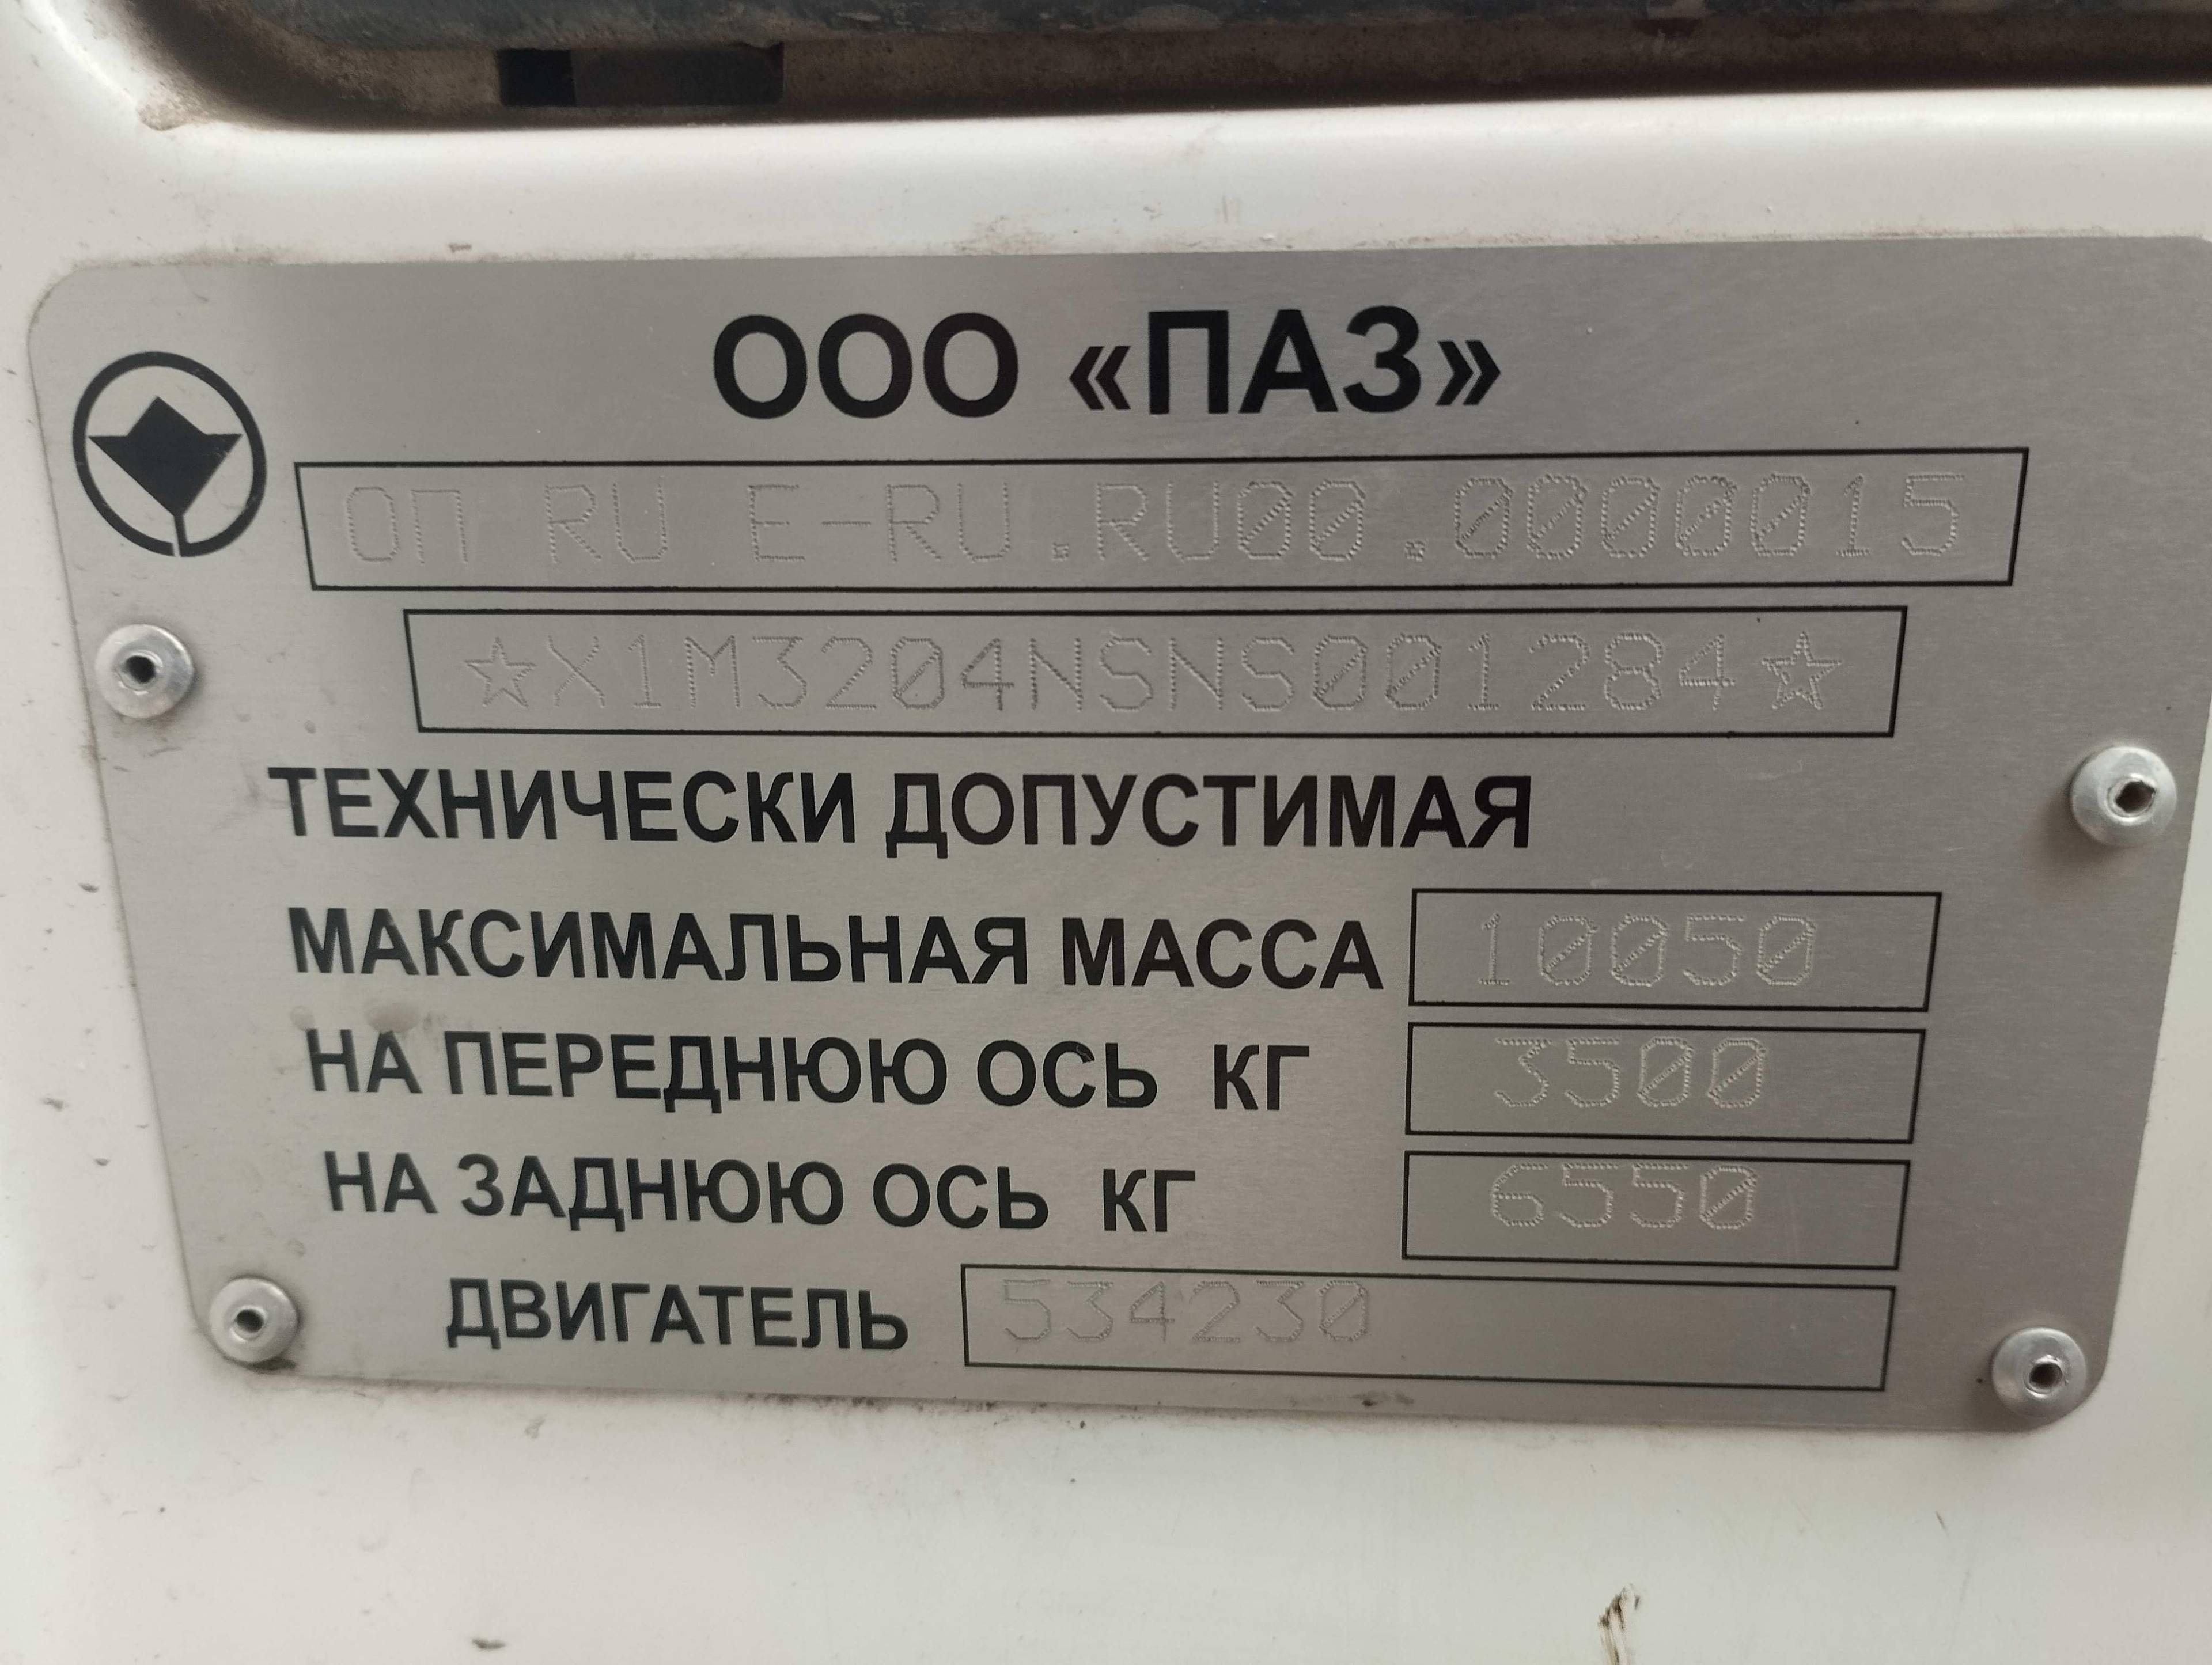 ООО «ПАЗ»
ОП RU E-RU.RU00.0000015
☆X1M3204NSNS001284☆
ТЕХНИЧЕСКИ ДОПУСТИМАЯ
МАКСИМАЛЬНАЯ МАССА 10050
НА ПЕРЕДНЮЮ ОСЬ КГ 3500
НА ЗАДНЮЮ ОСЬ КГ 6550
ДВИГАТЕЛЬ 534230